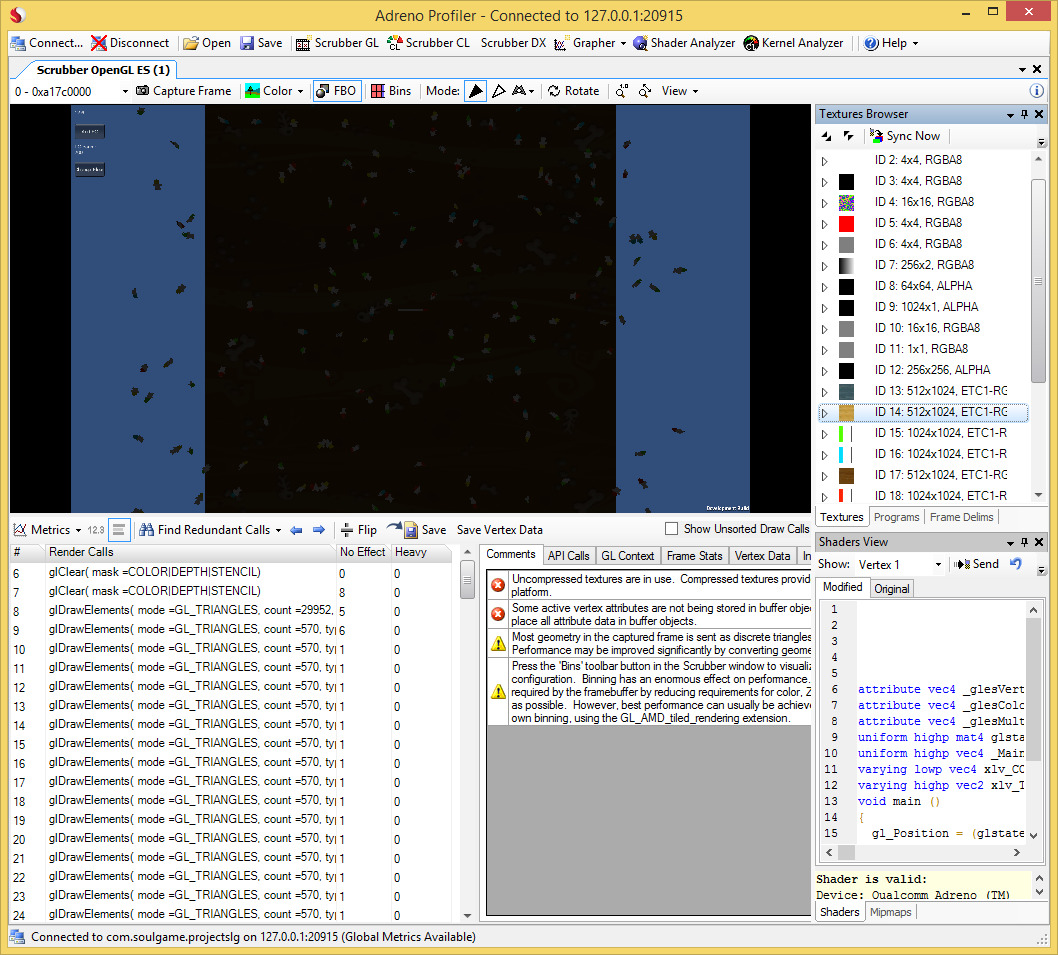 Adreno Profiler - Connected to 127.0.0.1:20915
Connect... Disconnect Open Save Scrubber GL Scrubber CL Scrubber DX Grapher Shader Analyzer Kernel Analyzer Help
Scrubber OpenGL ES (1)
0 - 0xa17c0000 Capture Frame Color FBO Bins Mode: Rotate View
Development Build
Textures Browser
Sync Now
ID 2: 4x4, RGBA8
ID 3: 4x4, RGBA8
ID 4: 16x16, RGBA8
ID 5: 4x4, RGBA8
ID 6: 4x4, RGBA8
ID 7: 256x2, RGBA8
ID 8: 64x64, ALPHA
ID 9: 1024x1, ALPHA
ID 10: 16x16, RGBA8
ID 11: 1x1, RGBA8
ID 12: 256x256, ALPHA
ID 13: 512x1024, ETC1-RG
ID 14: 512x1024, ETC1-RG
ID 15: 1024x1024, ETC1-R
ID 16: 1024x1024, ETC1-R
ID 17: 512x1024, ETC1-RG
ID 18: 1024x1024, ETC1-R
Textures Programs Frame Delims
Metrics 12.3 Find Redundant Calls Flip Save Save Vertex Data Show Unsorted Draw Calls
# Render Calls No Effect Heavy
6 glClear( mask =COLOR|DEPTH|STENCIL) 0 0
7 glClear( mask =COLOR|DEPTH|STENCIL) 8 0
8 glDrawElements( mode =GL_TRIANGLES, count =29952, 5 0
9 glDrawElements( mode =GL_TRIANGLES, count =570, ty 6 0
10 glDrawElements( mode =GL_TRIANGLES, count =570, ty 1 0
11 glDrawElements( mode =GL_TRIANGLES, count =570, ty 1 0
12 glDrawElements( mode =GL_TRIANGLES, count =570, ty 1 0
13 glDrawElements( mode =GL_TRIANGLES, count =570, ty 1 0
14 glDrawElements( mode =GL_TRIANGLES, count =570, ty 1 0
15 glDrawElements( mode =GL_TRIANGLES, count =570, ty 1 0
16 glDrawElements( mode =GL_TRIANGLES, count =570, ty 1 0
17 glDrawElements( mode =GL_TRIANGLES, count =570, ty 1 0
18 glDrawElements( mode =GL_TRIANGLES, count =570, ty 1 0
19 glDrawElements( mode =GL_TRIANGLES, count =570, ty 1 0
20 glDrawElements( mode =GL_TRIANGLES, count =570, ty 1 0
21 glDrawElements( mode =GL_TRIANGLES, count =570, ty 1 0
22 glDrawElements( mode =GL_TRIANGLES, count =570, ty 1 0
23 glDrawElements( mode =GL_TRIANGLES, count =570, ty 1 0
24 glDrawElements( mode =GL_TRIANGLES, count =570, ty 1 0
Comments API Calls GL Context Frame Stats Vertex Data In
Uncompressed textures are in use. Compressed textures provid
platform.
Some active vertex attributes are not being stored in buffer obje
place all attribute data in buffer objects.
Most geometry in the captured frame is sent as discrete triangles
Performance may be improved significantly by converting geome
Press the 'Bins' toolbar button in the Scrubber window to visualiz
configuration. Binning has an enormous effect on perfomance.
required by the framebuffer by reducing requirements for color, Z
as possible. However, best performance can usually be achieve
own binning, using the GL_AMD_tiled_rendering extension.
Shaders View
Show: Vertex 1 Send
Modified Original
1
2
3
4
5
6 attribute vec4 _glesVert
7 attribute vec4 _glesColo
8 attribute vec4 _glesMult
9 uniform highp mat4 glsta
10 uniform highp vec4 _Main
11 varying lowp vec4 xlv_CO
12 varying highp vec2 xlv_T
13 void main ()
14 {
15 gl_Position = (glstate
Shader is valid:
Device: Qualcomm Adreno (TM)
Shaders Mipmaps
Connected to com.soulgame.projectslg on 127.0.0.1:20915 (Global Metrics Available)